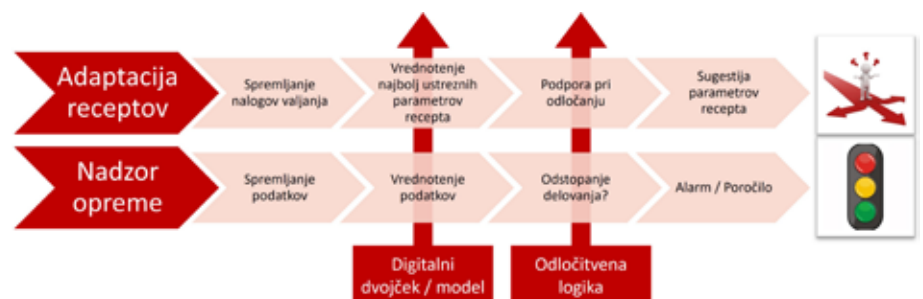 Adaptacija
receptov
Spremljanje
nalogov valjanja
Vrednotenje
najbolj ustreznih
parametrov
recepta
Podpora pri
odločanju
Sugestija
parametrov
recepta
Nadzor
opreme
Spremljanje
podatkov
Vrednotenje
podatkov
Odstopanje
delovanja?
Alarm / Poročilo
Digitalni
dvojček / model
Odločitvena
logika